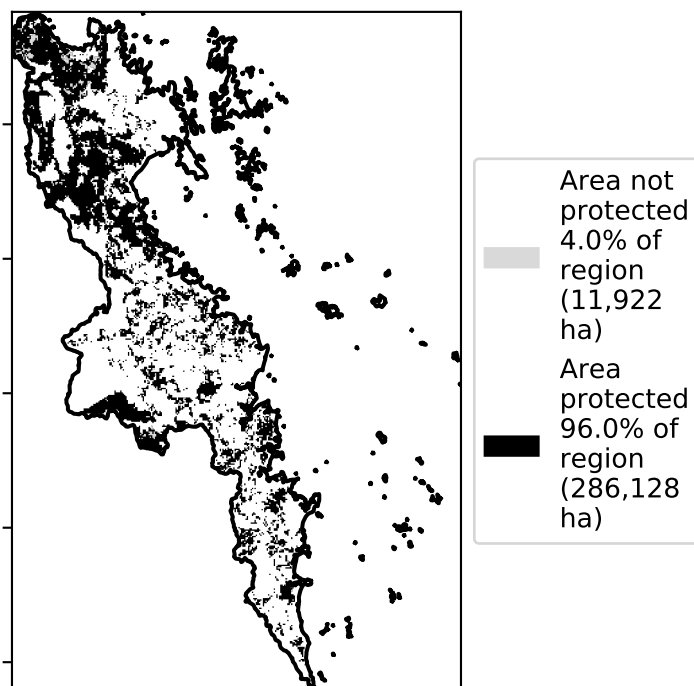 Area not
protected
4.0% of
region
(11,922
ha)
Area
protected
96.0% of
region
(286,128
ha)